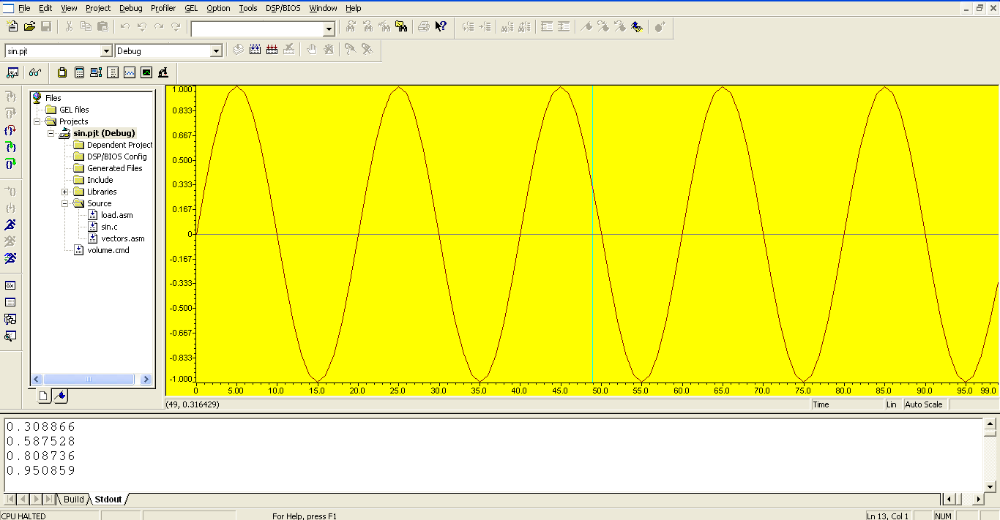 File Edit View Project Debug Profiler GEL Option Tools DSP/BIOS Window Help
sin.pjt Debug
Files
GEL files
Projects
sin.pjt (Debug)
Dependent Project
DSP/BIOS Config
Generated Files
Include
Libraries
Source
load.asm
sin.c
vectors.asm
volume.cmd
1.000
0.833
0.667
0.500
0.333
0.167
0
-0.167
-0.333
-0.500
-0.667
-0.833
-1.000
0 5.00 10.0 15.0 20.0 25.0 30.0 35.0 40.0 45.0 50.0 55.0 60.0 65.0 70.0 75.0 80.0 85.0 90.0 95.0 99.0
(49, 0.316429) Time Lin Auto Scale
0.308866
0.587528
0.808736
0.950859
Build Stdout
CPU HALTED For Help, press F1 Ln 13, Col 1 NUM